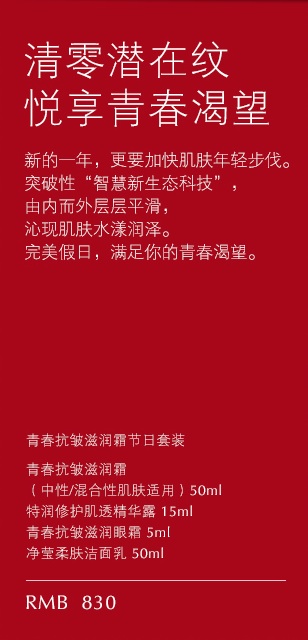 清零潜在纹
悦享青春渴望
新的一年，更要加快肌肤年轻步伐。
突破性“智慧新生态科技”，
由内而外层层平滑，
沁现肌肤水漾润泽。
完美假日，满足你的青春渴望。
青春抗皱滋润霜节日套装
青春抗皱滋润霜
（中性/混合性肌肤适用）50ml
特润修护肌透精华露 15ml
青春抗皱滋润眼霜 5ml
净莹柔肤洁面乳 50ml
RMB 830